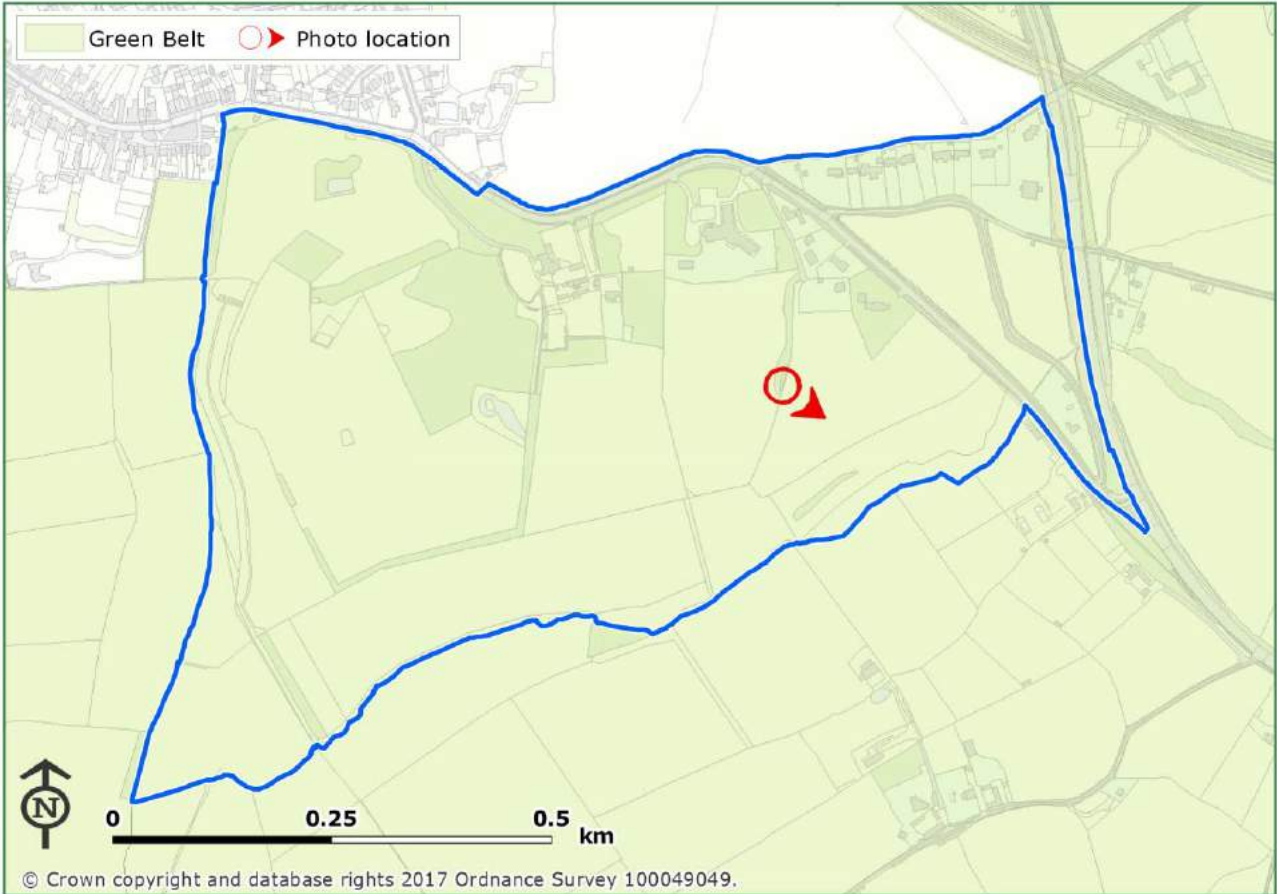 Green Belt Photo location
N
0 0.25 0.5
km
© Crown copyright and database rights 2017 Ordnance Survey 100049049.